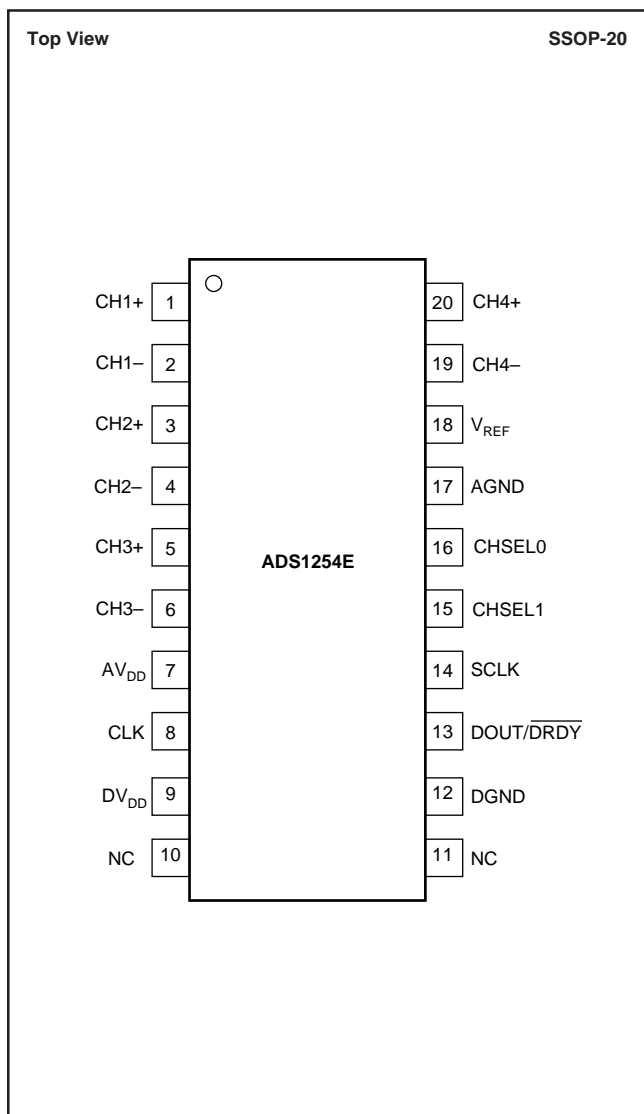 Top View SSOP-20
CH1+ 1 20 CH4+
CH1– 2 19 CH4–
CH2+ 3 18 VREF
CH2– 4 17 AGND
CH3+ 5 16 CHSEL0
ADS1254E
CH3– 6 15 CHSEL1
AVDD 7 14 SCLK
CLK 8 13 DOUT/DRDY
DVDD 9 12 DGND
NC 10 11 NC